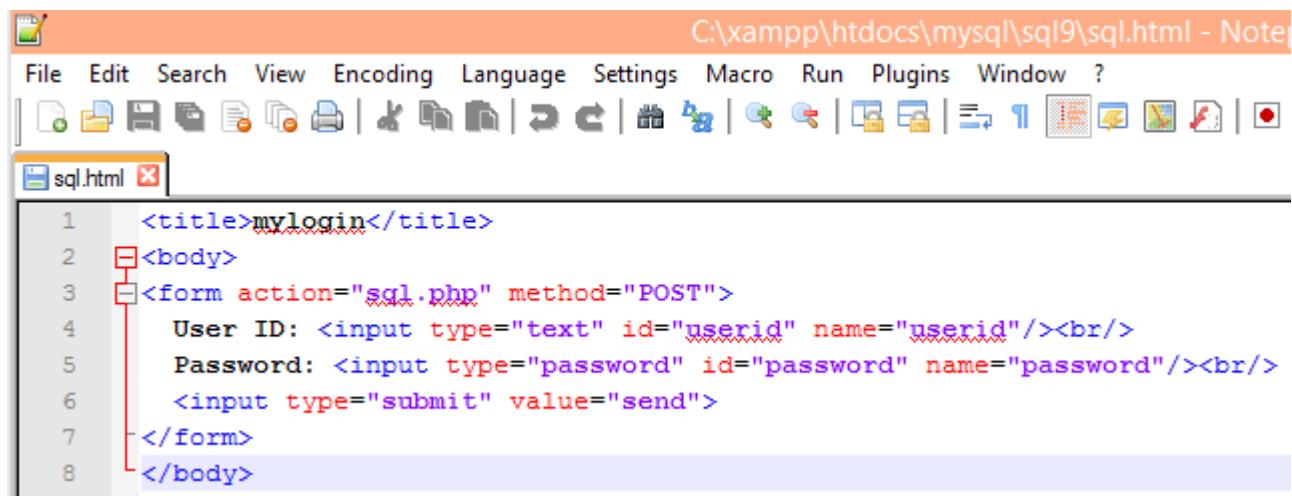 C:\xampp\htdocs\mysql\sql9\sql.html - Notep
File Edit Search View Encoding Language Settings Macro Run Plugins Window ?
sql.html
1 <title>mylogin</title>
2 <body>
3 <form action="sql.php" method="POST">
4 User ID: <input type="text" id="userid" name="userid"/><br/>
5 Password: <input type="password" id="password" name="password"/><br/>
6 <input type="submit" value="send">
7 </form>
8 </body>